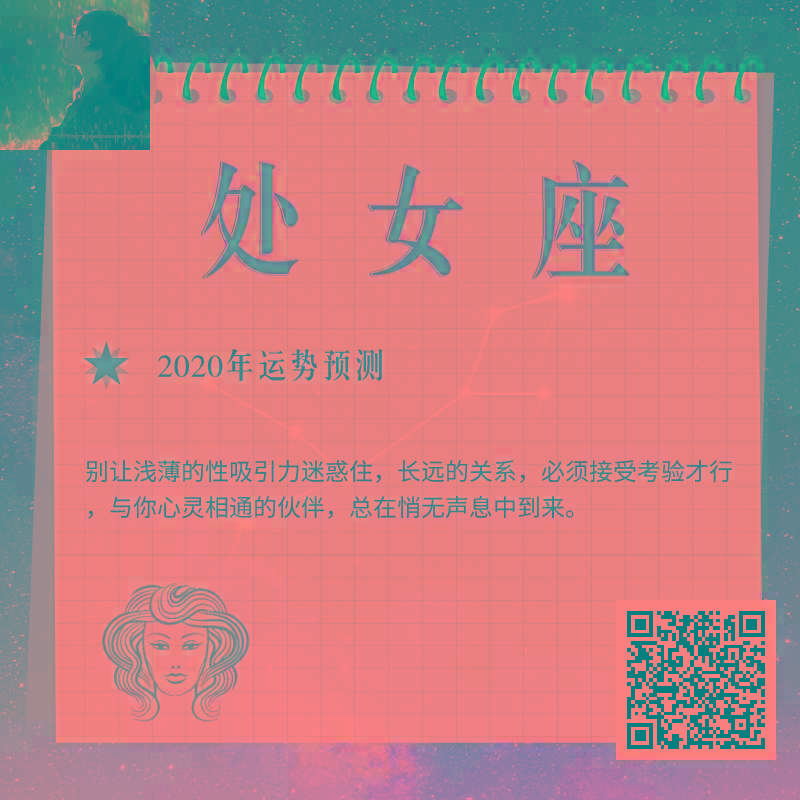 处女座
2020年运势预测
别让浅薄的性吸引力迷惑住，长远的关系，必须接受考验才行
，与你心灵相通的伙伴，总在悄无声息中到来。